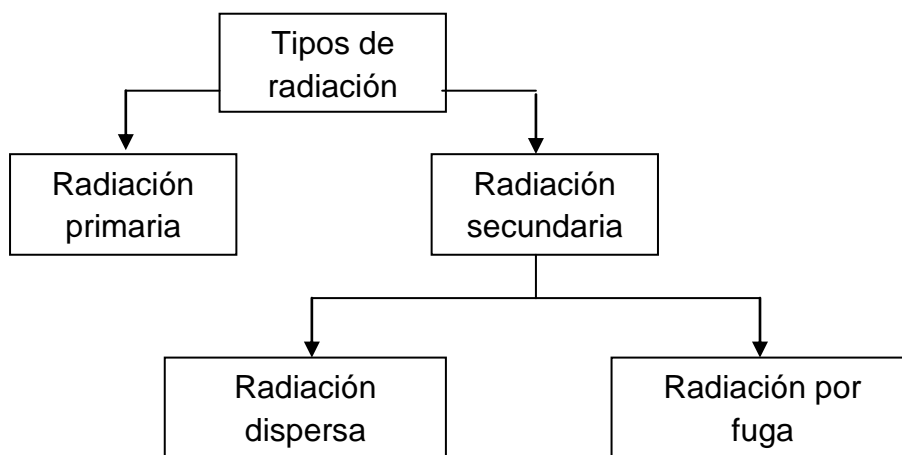 Tipos de
radiación
Radiación
primaria
Radiación
secundaria
Radiación
dispersa
Radiación por
fuga